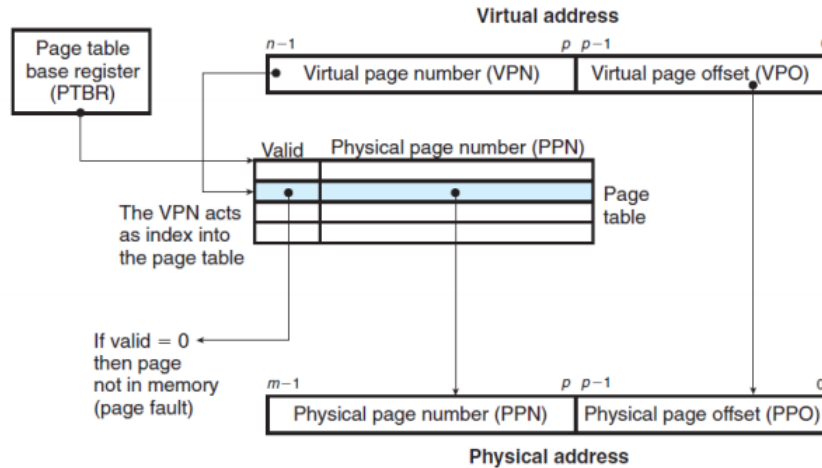 Virtual address
Page table
base register
(PTBR)
n−1
p p−1
Virtual page number (VPN)
Virtual page offset (VPO)
Valid
Physical page number (PPN)
The VPN acts
as index into
the page table
Page
table
If valid = 0
then page
not in memory
(page fault)
m−1
p p−1
0
Physical page number (PPN)
Physical page offset (PPO)
Physical address